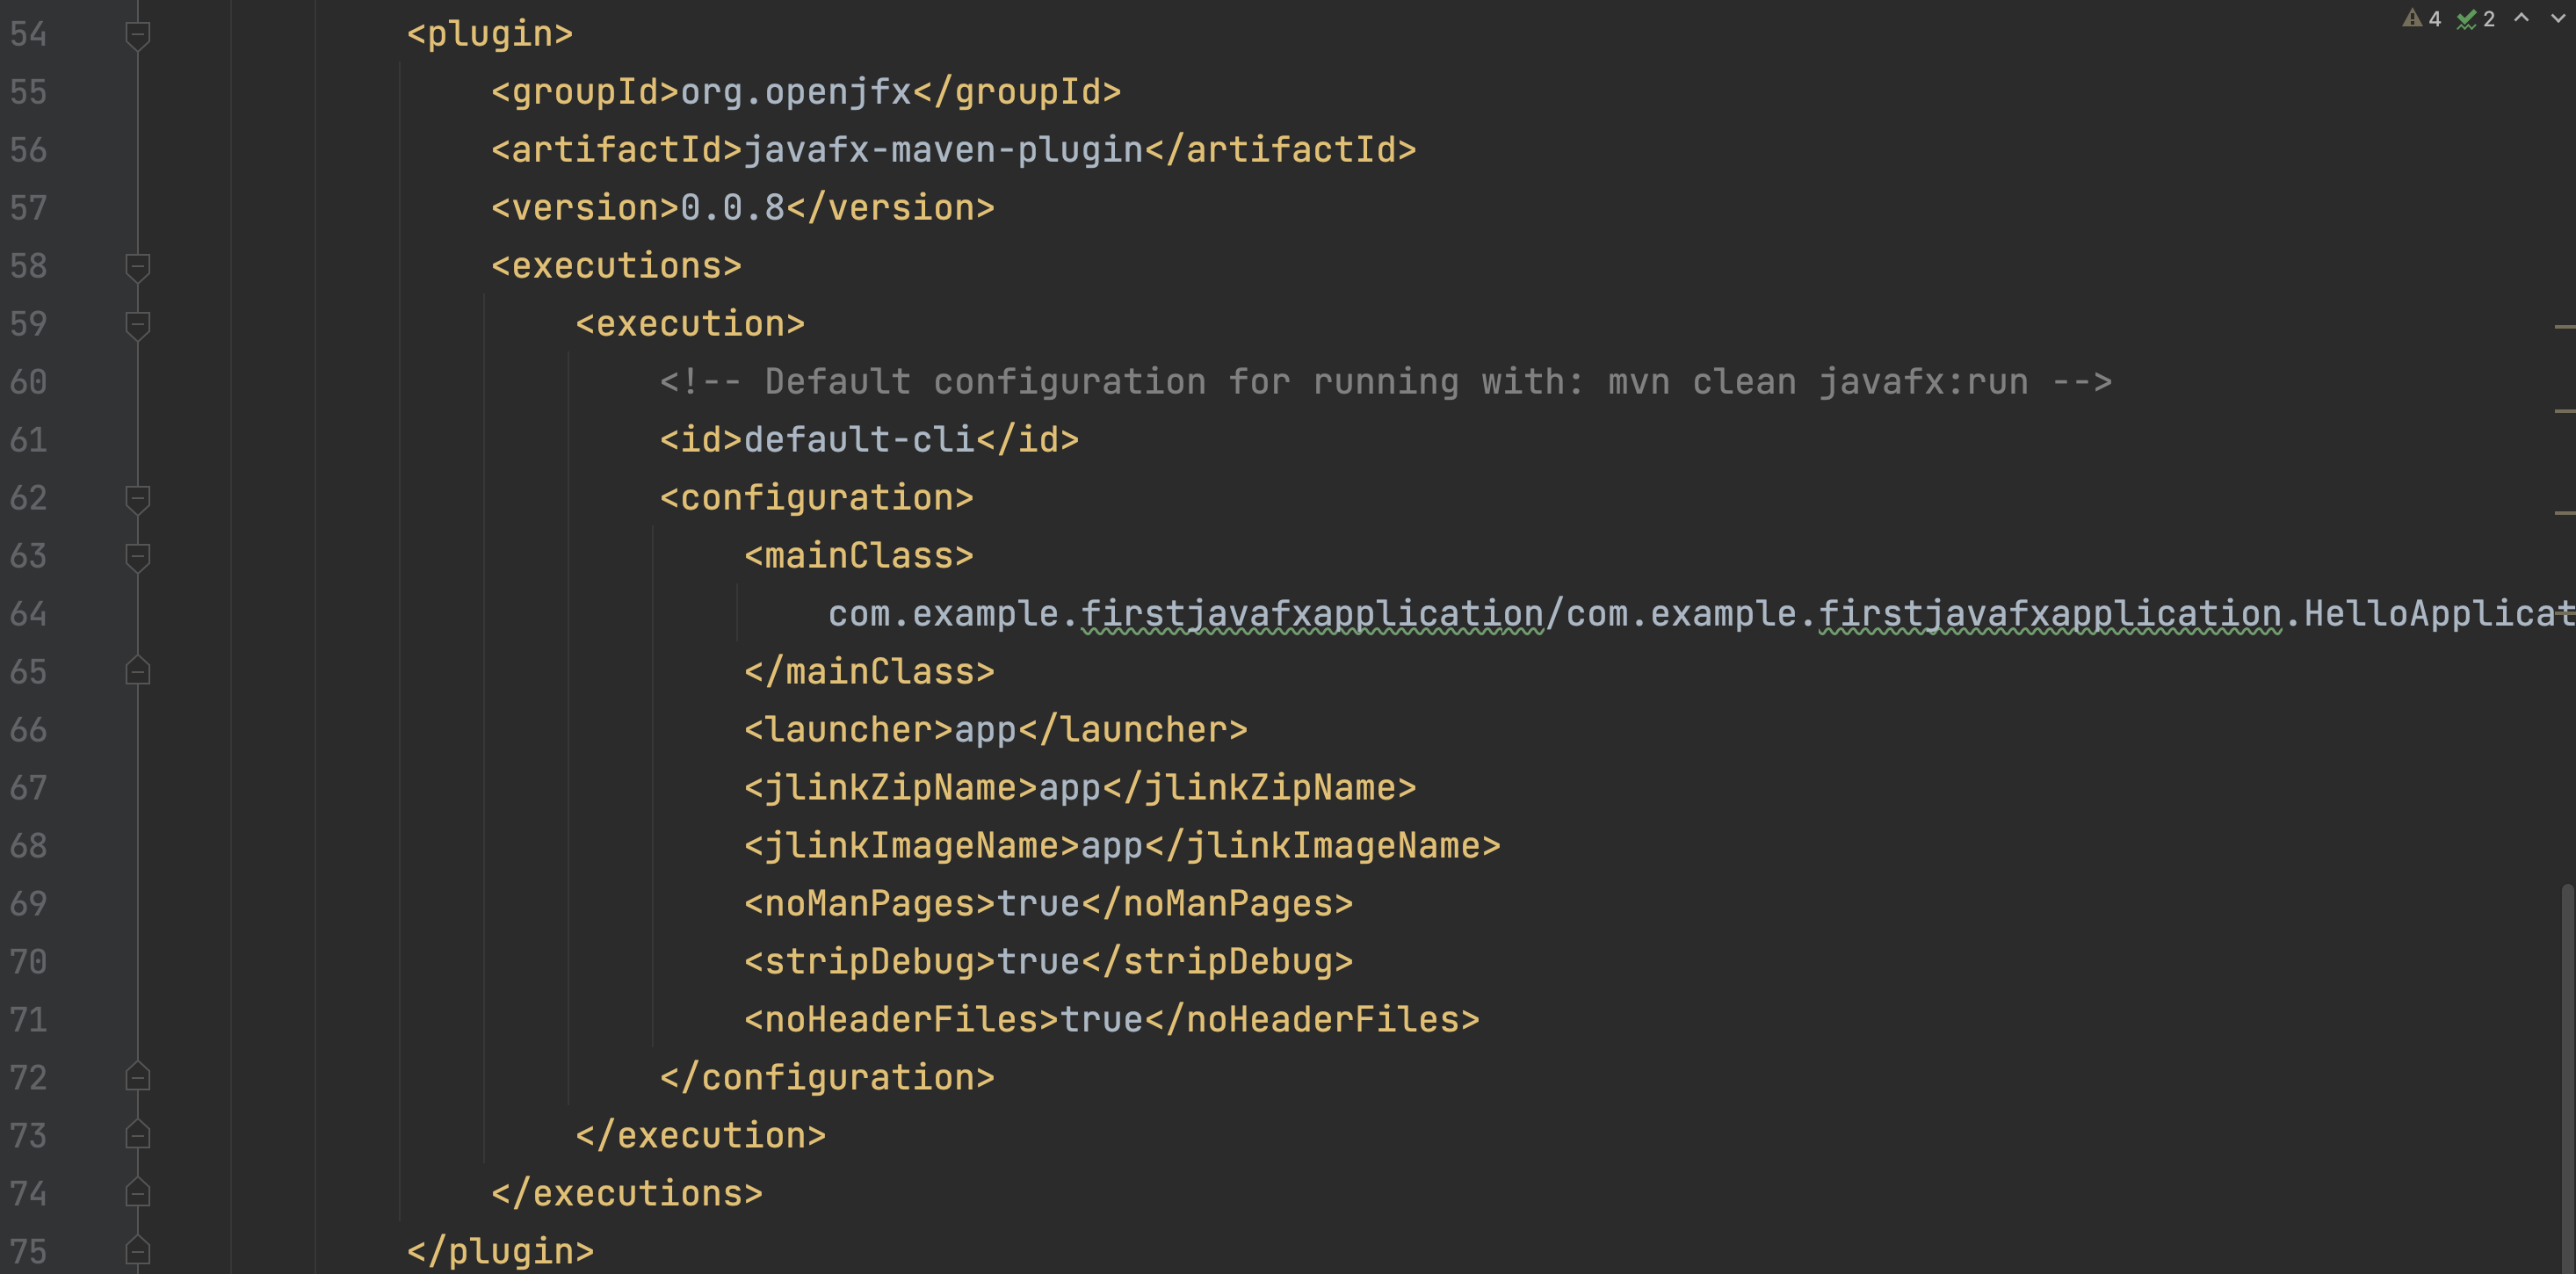 54 <plugin>
4 2
55 <groupId>org.openjfx</groupId>
56 <artifactId>javafx-maven-plugin</artifactId>
57 <version>0.0.8</version>
58 <executions>
59 <execution>
60 <!-- Default configuration for running with: mvn clean javafx:run -->
61 <id>default-cli</id>
62 <configuration>
63 <mainClass>
64 com.example.firstjavafxapplication/com.example.firstjavafxapplication.HelloApplicat
65 </mainClass>
66 <launcher>app</launcher>
67 <jlinkZipName>app</jlinkZipName>
68 <jlinkImageName>app</jlinkImageName>
69 <noManPages>true</noManPages>
70 <stripDebug>true</stripDebug>
71 <noHeaderFiles>true</noHeaderFiles>
72 </configuration>
73 </execution>
74 </executions>
75 </plugin>